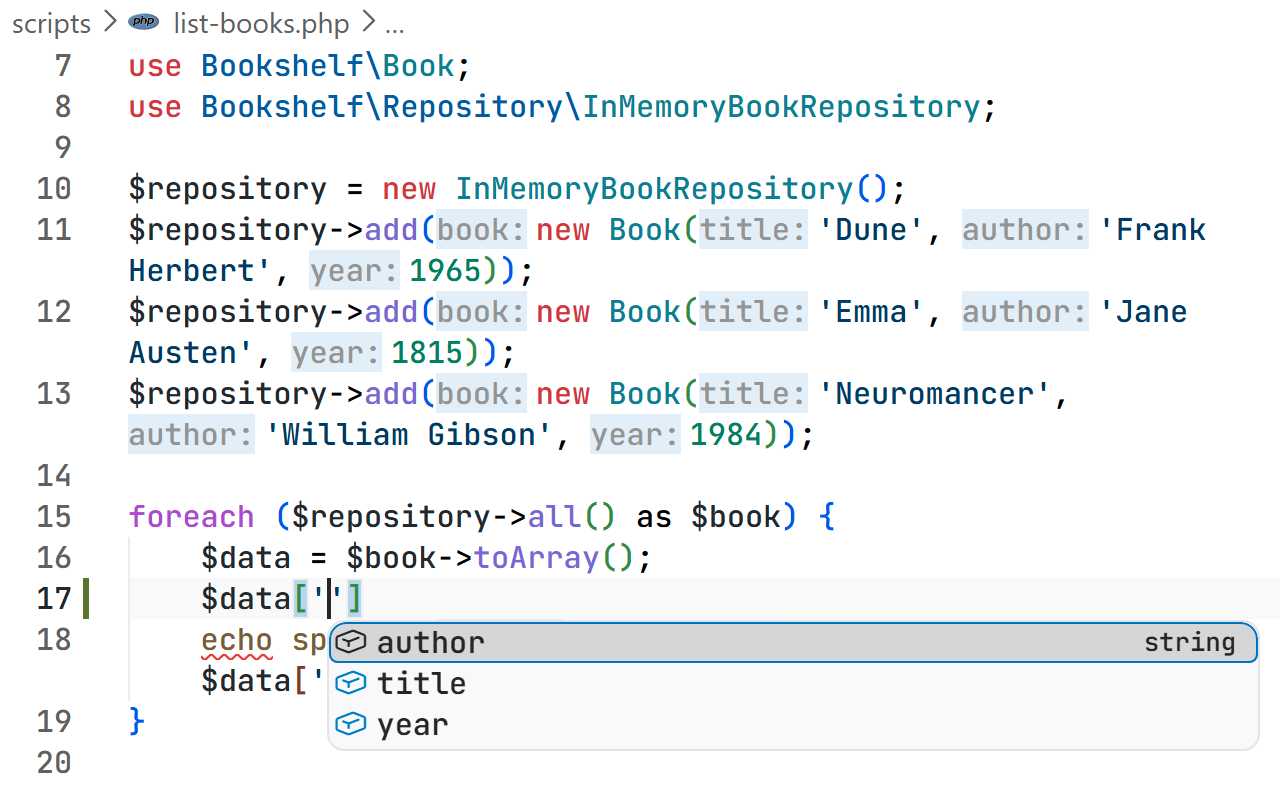 scripts > php list-books.php > ...
7 use Bookshelf\Book;
8 use Bookshelf\Repository\InMemoryBookRepository;
9
10 $repository = new InMemoryBookRepository();
11 $repository->add(book: new Book(title: 'Dune', author: 'Frank
Herbert', year: 1965));
12 $repository->add(book: new Book(title: 'Emma', author: 'Jane
Austen', year: 1815));
13 $repository->add(book: new Book(title: 'Neuromancer',
author: 'William Gibson', year: 1984));
14
15 foreach ($repository->all() as $book) {
16 $data = $book->toArray();
17 $data['']
18 echo sp
author string
$data['
title
19 }
year
20